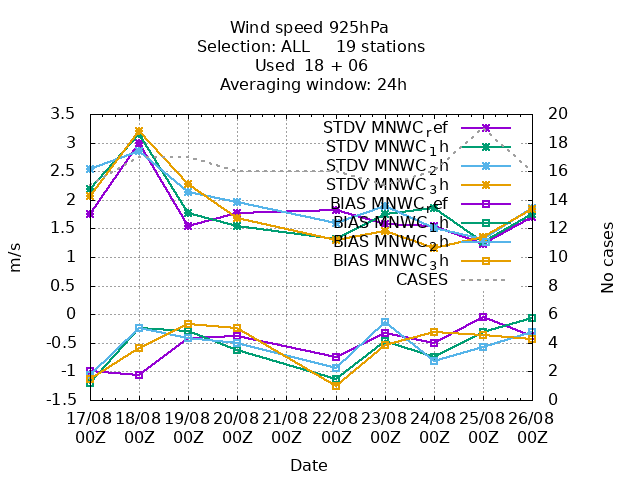 Wind speed 925hPa
Selection: ALL     19 stations
Used  18 + 06
Averaging window: 24h
3.5
3
2.5
2
1.5
1
0.5
0
-0.5
-1
-1.5
m/s
20
18
16
14
12
10
8
6
4
2
0
No cases
STDV MNWC_ref
STDV MNWC_1h
STDV MNWC_2h
STDV MNWC_3h
BIAS MNWC_ref
BIAS MNWC_1h
BIAS MNWC_2h
BIAS MNWC_3h
CASES
17/08 18/08 19/08 20/08 21/08 22/08 23/08 24/08 25/08 26/08
00Z 00Z 00Z 00Z 00Z 00Z 00Z 00Z 00Z 00Z
Date